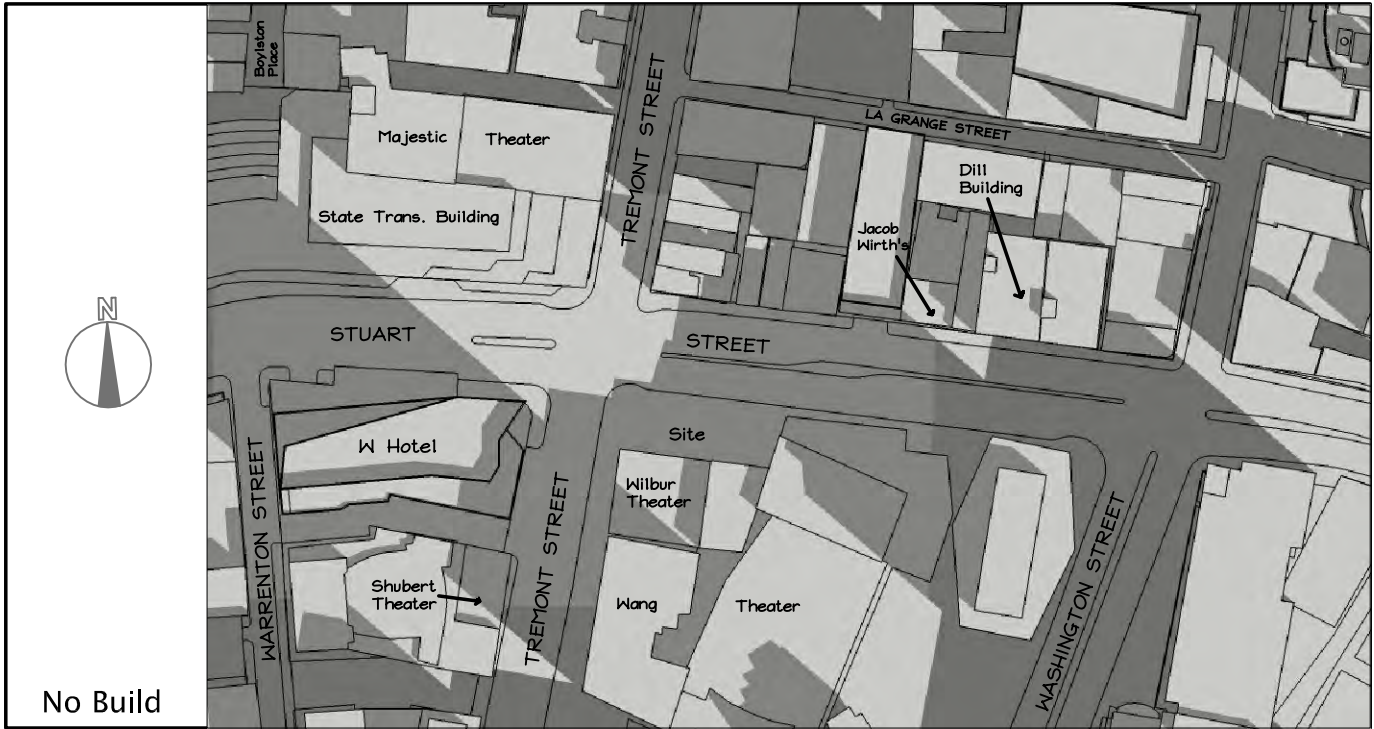 Boylston
Place
TREMONT STREET
LA GRANGE STREET
Majestic
Theater
Dill
Building
State Trans. Building
Jacob
Wirth's
N
STUART
STREET
Site
W Hotel
Wilbur
Theater
WARRENTON STREET
TREMONT STREET
WASHINGTON STREET
Shubert
Theater
Wang
Theater
No Build